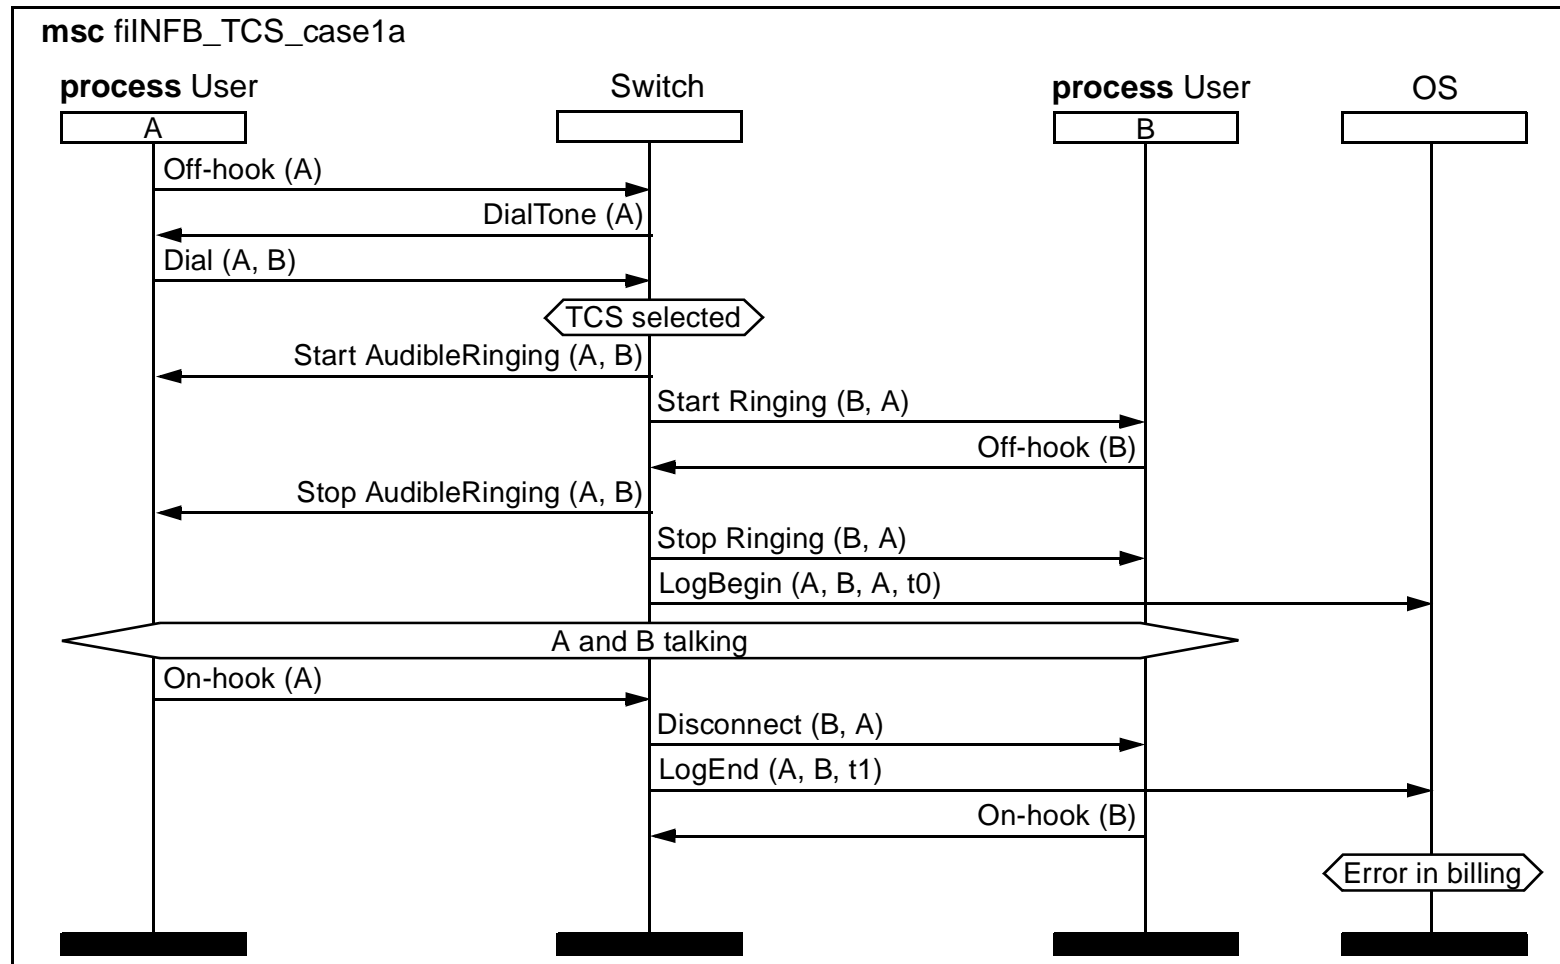 msc fiINFB_TCS_case1a
process User
Switch
process User
OS
A
B
Off-hook (A)
DialTone (A)
Dial (A, B)
TCS selected
Start AudibleRinging (A, B)
Start Ringing (B, A)
Off-hook (B)
Stop AudibleRinging (A, B)
Stop Ringing (B, A)
LogBegin (A, B, A, t0)
A and B talking
On-hook (A)
Disconnect (B, A)
LogEnd (A, B, t1)
On-hook (B)
Error in billing